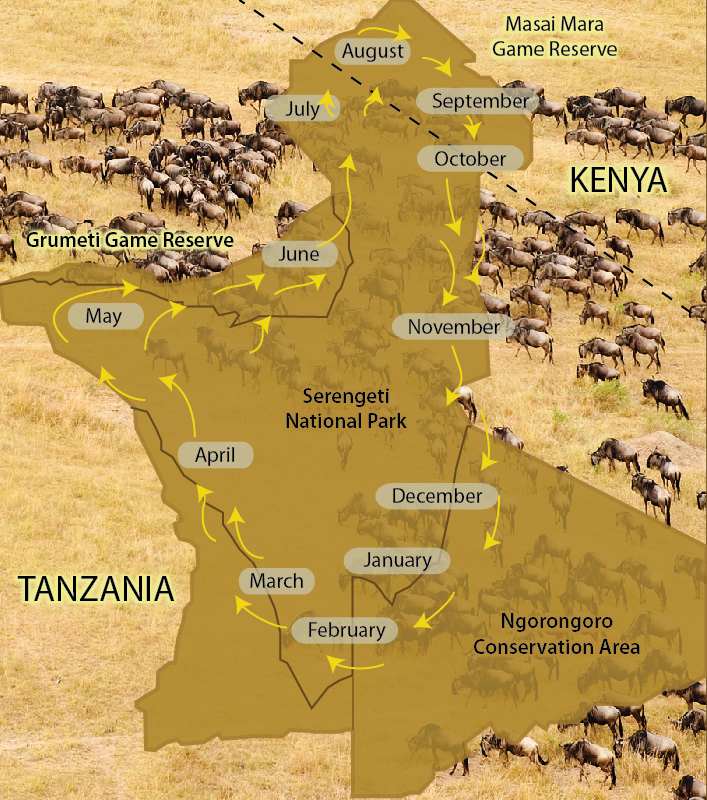 Masai Mara
Game Reserve
August
July
September
October
KENYA
Grumeti Game Reserve
June
May
November
Serengeti
National Park
April
December
January
March
TANZANIA
February
Ngorongoro
Conservation Area